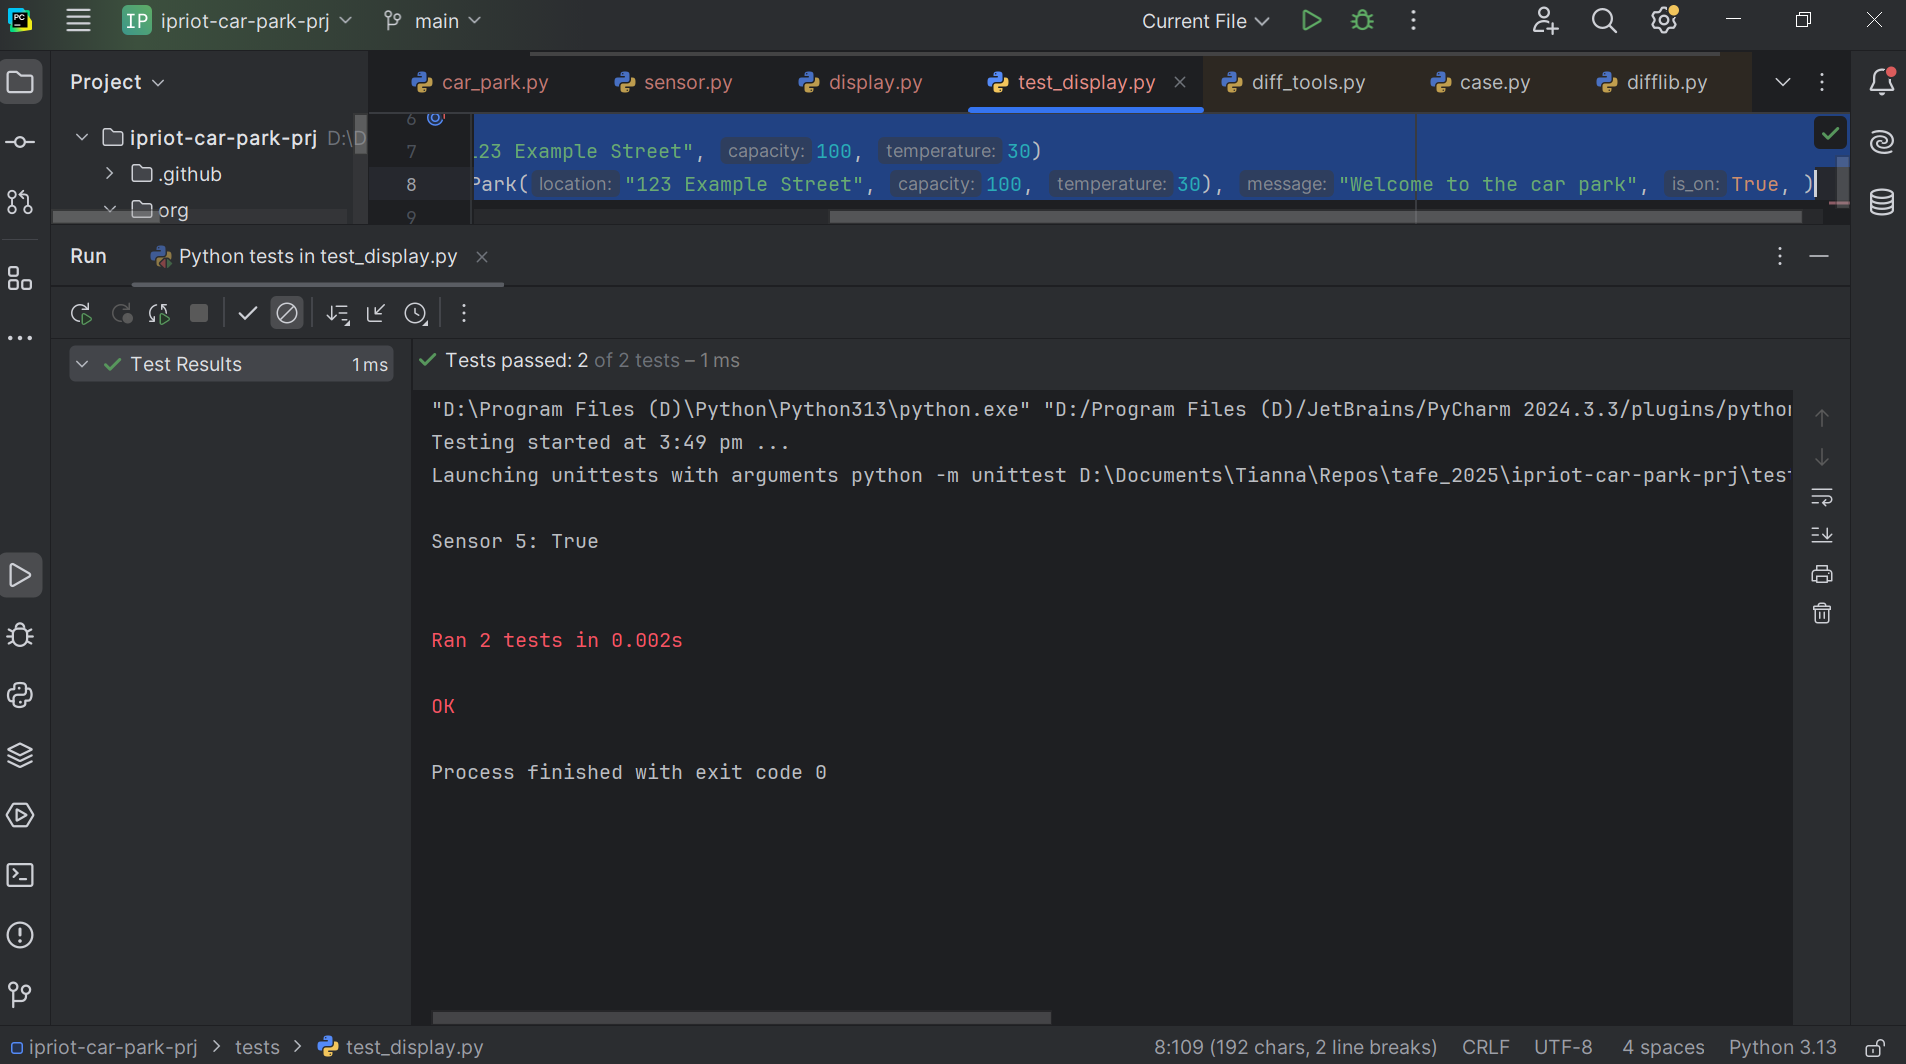 PC IP ipriot-car-park-prj main Current File
Project car_park.py sensor.py display.py test_display.py diff_tools.py case.py difflib.py
ipriot-car-park-prj D:\D
.github
org
6
7 123 Example Street", capacity: 100, temperature: 30)
8 Park( location: "123 Example Street", capacity: 100, temperature: 30), message: "Welcome to the car park", is_on: True, )
9
Run Python tests in test_display.py
Test Results 1ms
Tests passed: 2 of 2 tests – 1 ms
"D:\Program Files (D)\Python\Python313\python.exe" "D:/Program Files (D)/JetBrains/PyCharm 2024.3.3/plugins/python
Testing started at 3:49 pm ...
Launching unittests with arguments python -m unittest D:\Documents\Tianna\Repos\tafe_2025\ipriot-car-park-prj\test
Sensor 5: True
Ran 2 tests in 0.002s
OK
Process finished with exit code 0
ipriot-car-park-prj > tests > test_display.py 8:109 (192 chars, 2 line breaks) CRLF UTF-8 4 spaces Python 3.13